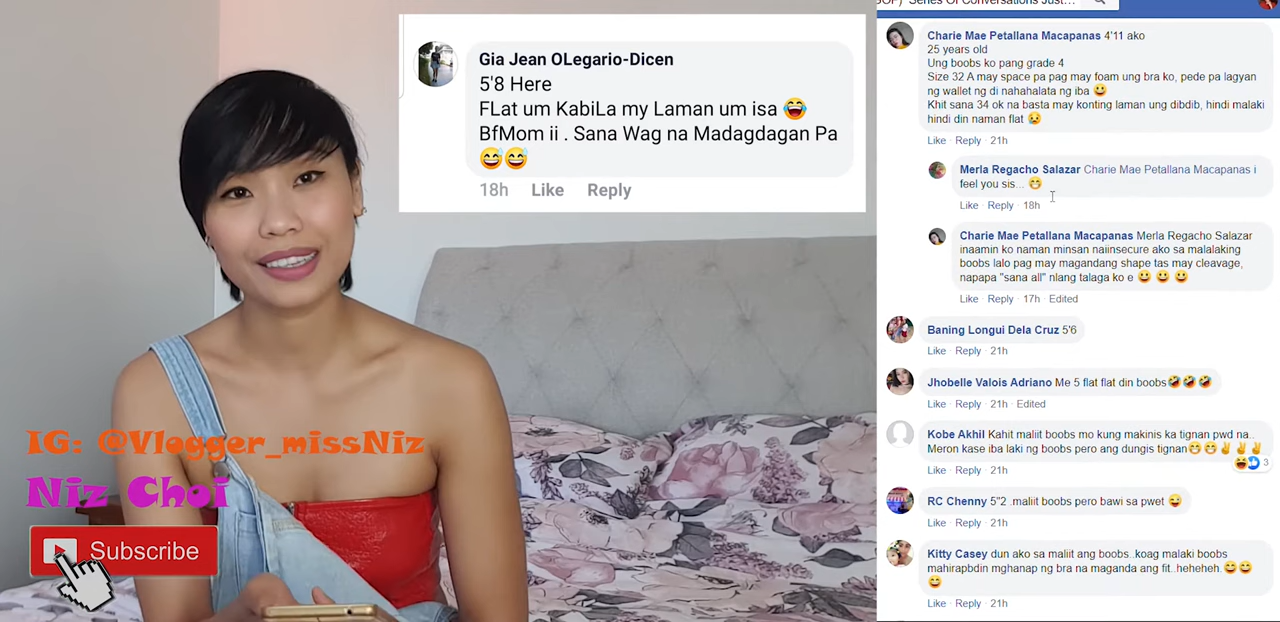 Gia Jean OLegario-Dicen
5'8 Here
FLat um KabiLa my Laman um isa 😂
BfMom ii . Sana Wag na Madagdagan Pa
😅😅
18h Like Reply
IG: @Vlogger_missNiz
Niz Choi
Subscribe
Series Of Conversations Just…
Charie Mae Petallana Macapanas 4'11 ako
25 years old
Ung boobs ko pang grade 4
Size 32 A may space pa pag may foam ung bra ko, pede pa lagyan
ng wallet ng di nahahalata ng iba 😃
Khit sana 34 ok na basta may konting laman ung dibdib, hindi malaki
hindi din naman flat 😢
Like · Reply · 21h
Merla Regacho Salazar Charie Mae Petallana Macapanas i
feel you sis... 😁
Like · Reply · 18h
Charie Mae Petallana Macapanas Merla Regacho Salazar
inaamin ko naman minsan naiinsecure ako sa malalaking
boobs lalo pag may magandang shape tas may cleavage,
napapa "sana all" nlang talaga ko e 😃 😃 😃
Like · Reply · 17h · Edited
Baning Longui Dela Cruz 5'6
Like · Reply · 21h
Jhobelle Valois Adriano Me 5 flat flat din boobs🤣🤣🤣
Like · Reply · 21h · Edited
Kobe Akhil Kahit maliit boobs mo kung makinis ka tignan pwd na..
Meron kase iba laki ng boobs pero ang dungis tignan😁😁✌✌✌
3
Like · Reply · 21h
RC Chenny 5"2 .maliit boobs pero bawi sa pwet 😜
Like · Reply · 21h
Kitty Casey dun ako sa maliit ang boobs..koag malaki boobs
mahirapbdin mghanap ng bra na maganda ang fit..heheheh.😄😄
😄
Like · Reply · 21h